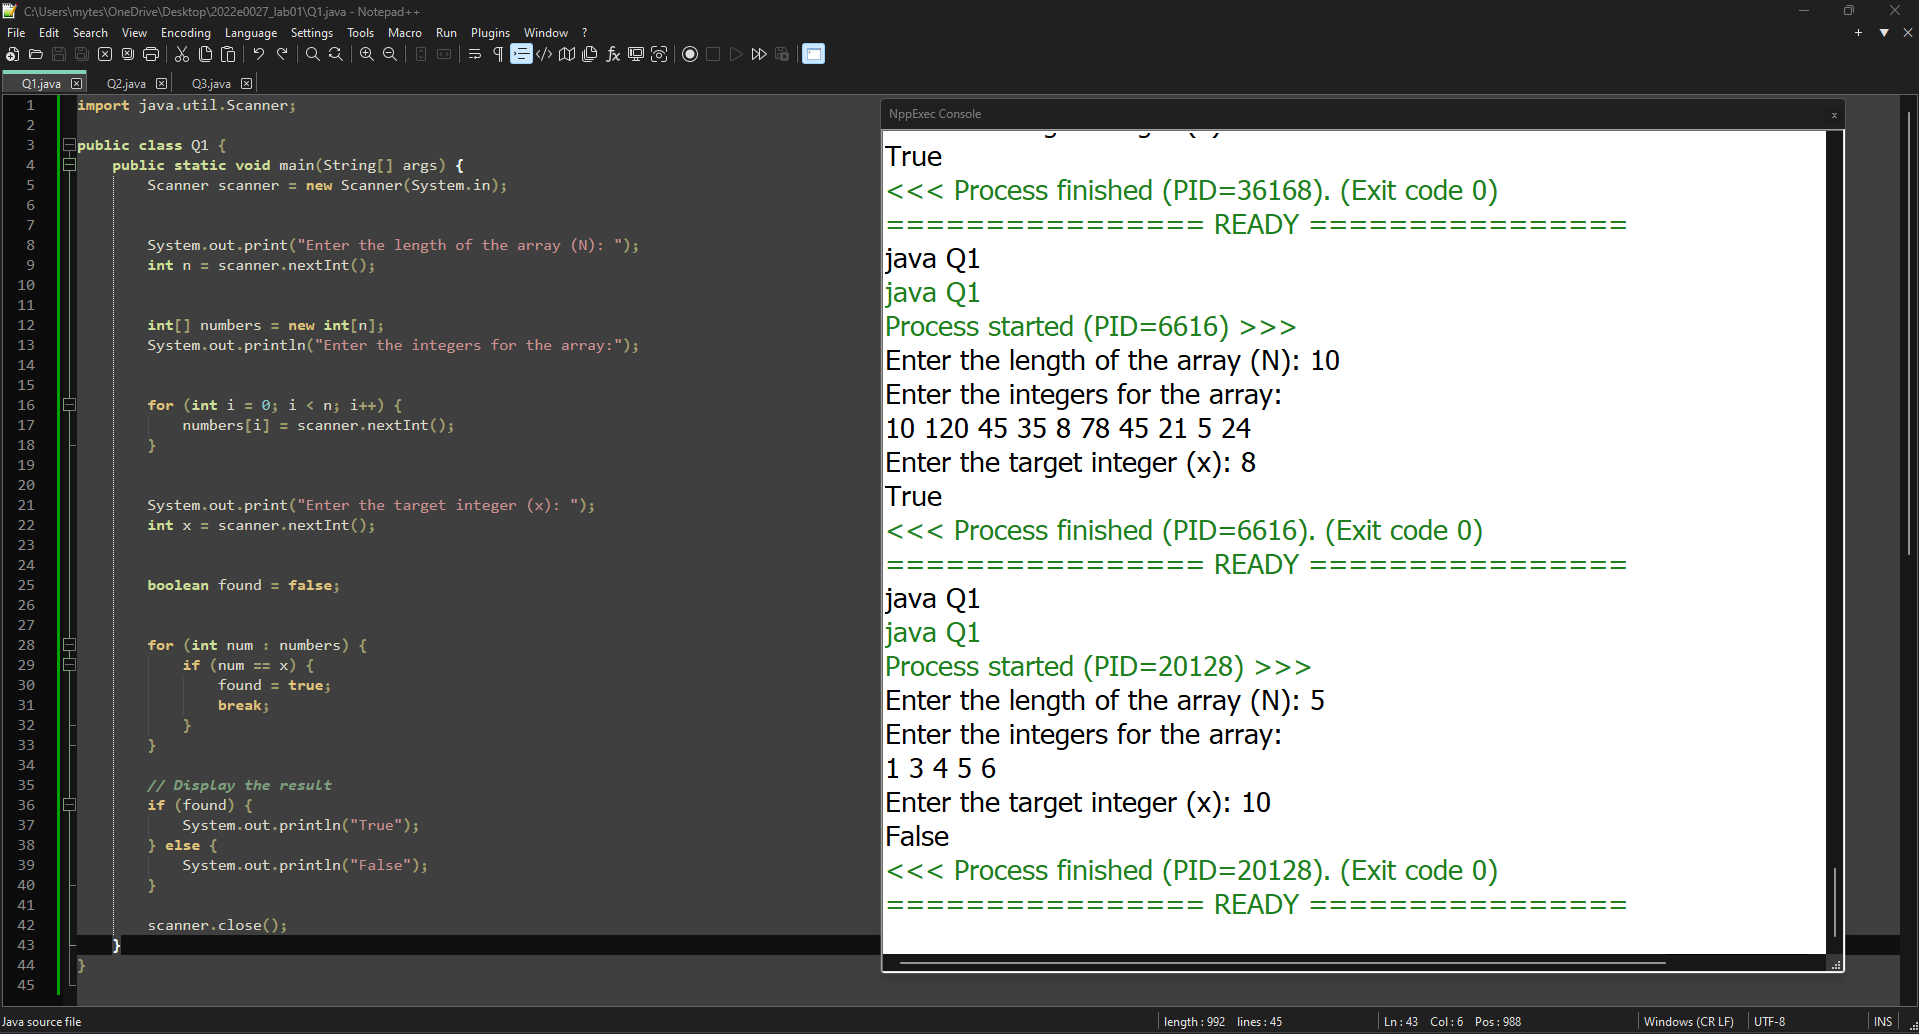 C:\Users\mytes\OneDrive\Desktop\2022e0027_lab01\Q1.java - Notepad++
File Edit Search View Encoding Language Settings Tools Macro Run Plugins Window ?
Q1.java Q2.java Q3.java
1 import java.util.Scanner;
2
3 public class Q1 {
4 public static void main(String[] args) {
5 Scanner scanner = new Scanner(System.in);
6
7
8 System.out.print("Enter the length of the array (N): ");
9 int n = scanner.nextInt();
10
11
12 int[] numbers = new int[n];
13 System.out.println("Enter the integers for the array:");
14
15
16 for (int i = 0; i < n; i++) {
17 numbers[i] = scanner.nextInt();
18 }
19
20
21 System.out.print("Enter the target integer (x): ");
22 int x = scanner.nextInt();
23
24
25 boolean found = false;
26
27
28 for (int num : numbers) {
29 if (num == x) {
30 found = true;
31 break;
32 }
33 }
34
35 // Display the result
36 if (found) {
37 System.out.println("True");
38 } else {
39 System.out.println("False");
40 }
41
42 scanner.close();
43 }
44 }
45
NppExec Console
True
<<< Process finished (PID=36168). (Exit code 0)
================ READY ================
java Q1
java Q1
Process started (PID=6616) >>>
Enter the length of the array (N): 10
Enter the integers for the array:
10 120 45 35 8 78 45 21 5 24
Enter the target integer (x): 8
True
<<< Process finished (PID=6616). (Exit code 0)
================ READY ================
java Q1
java Q1
Process started (PID=20128) >>>
Enter the length of the array (N): 5
Enter the integers for the array:
1 3 4 5 6
Enter the target integer (x): 10
False
<<< Process finished (PID=20128). (Exit code 0)
================ READY ================
Java source file length : 992 lines : 45 Ln : 43 Col : 6 Pos : 988 Windows (CR LF) UTF-8 INS